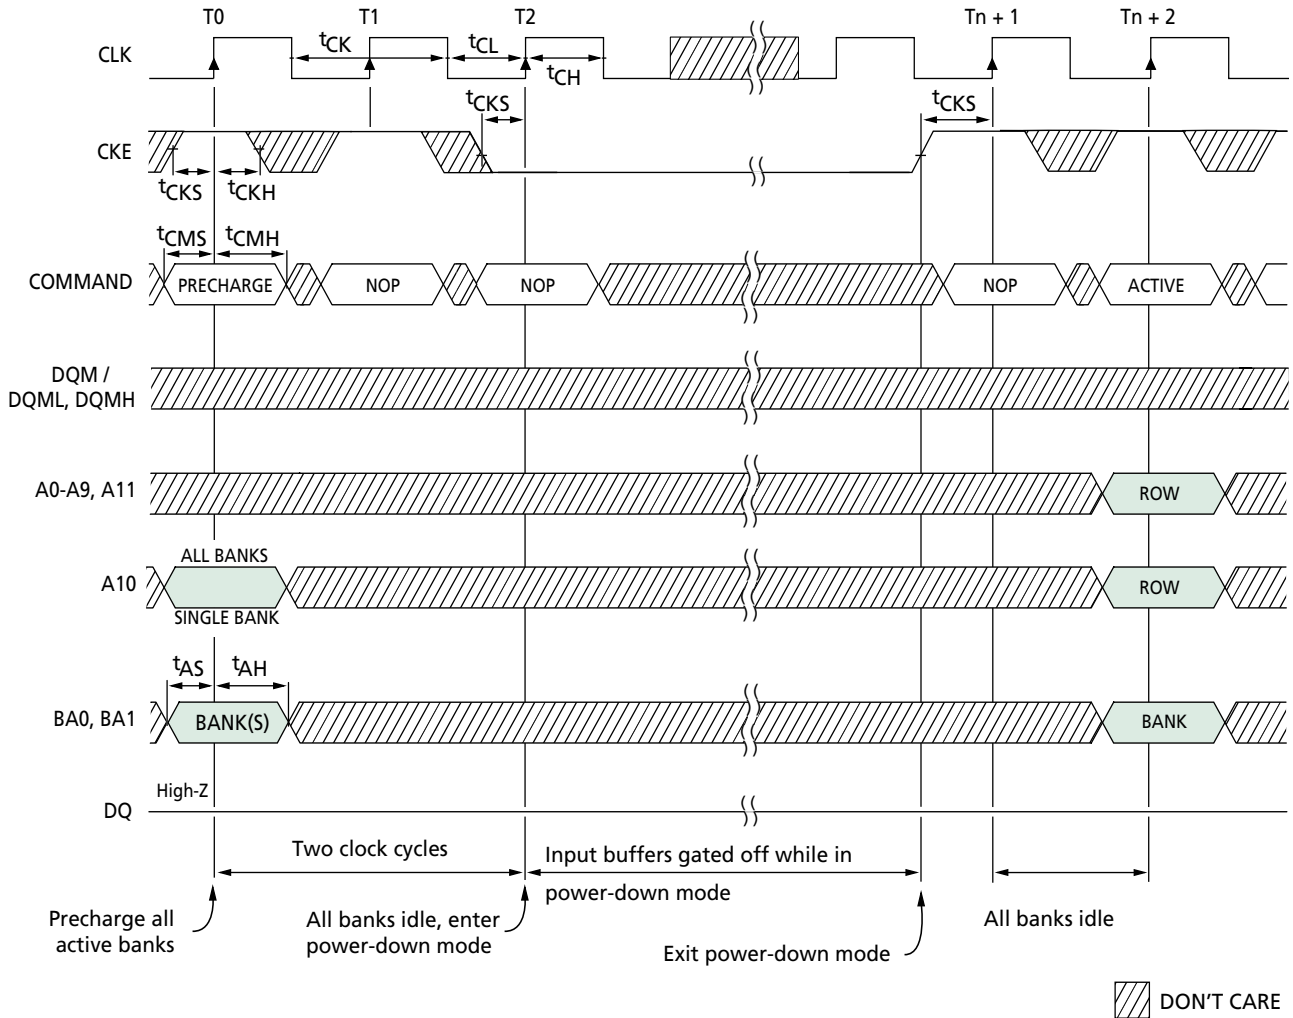 T0 T1 T2 Tn + 1 Tn + 2
CLK
tCK tCL
tCH
tCKS tCKS
CKE
tCKS tCKH
tCMS tCMH
COMMAND PRECHARGE NOP NOP NOP ACTIVE
DQM /
DQML, DQMH
A0-A9, A11 ROW
ALL BANKS
A10 ROW
SINGLE BANK
tAS tAH
BA0, BA1 BANK(S) BANK
High-Z
DQ
Two clock cycles
Input buffers gated off while in
power-down mode
Precharge all
active banks
All banks idle, enter
power-down mode
Exit power-down mode
All banks idle
DON'T CARE